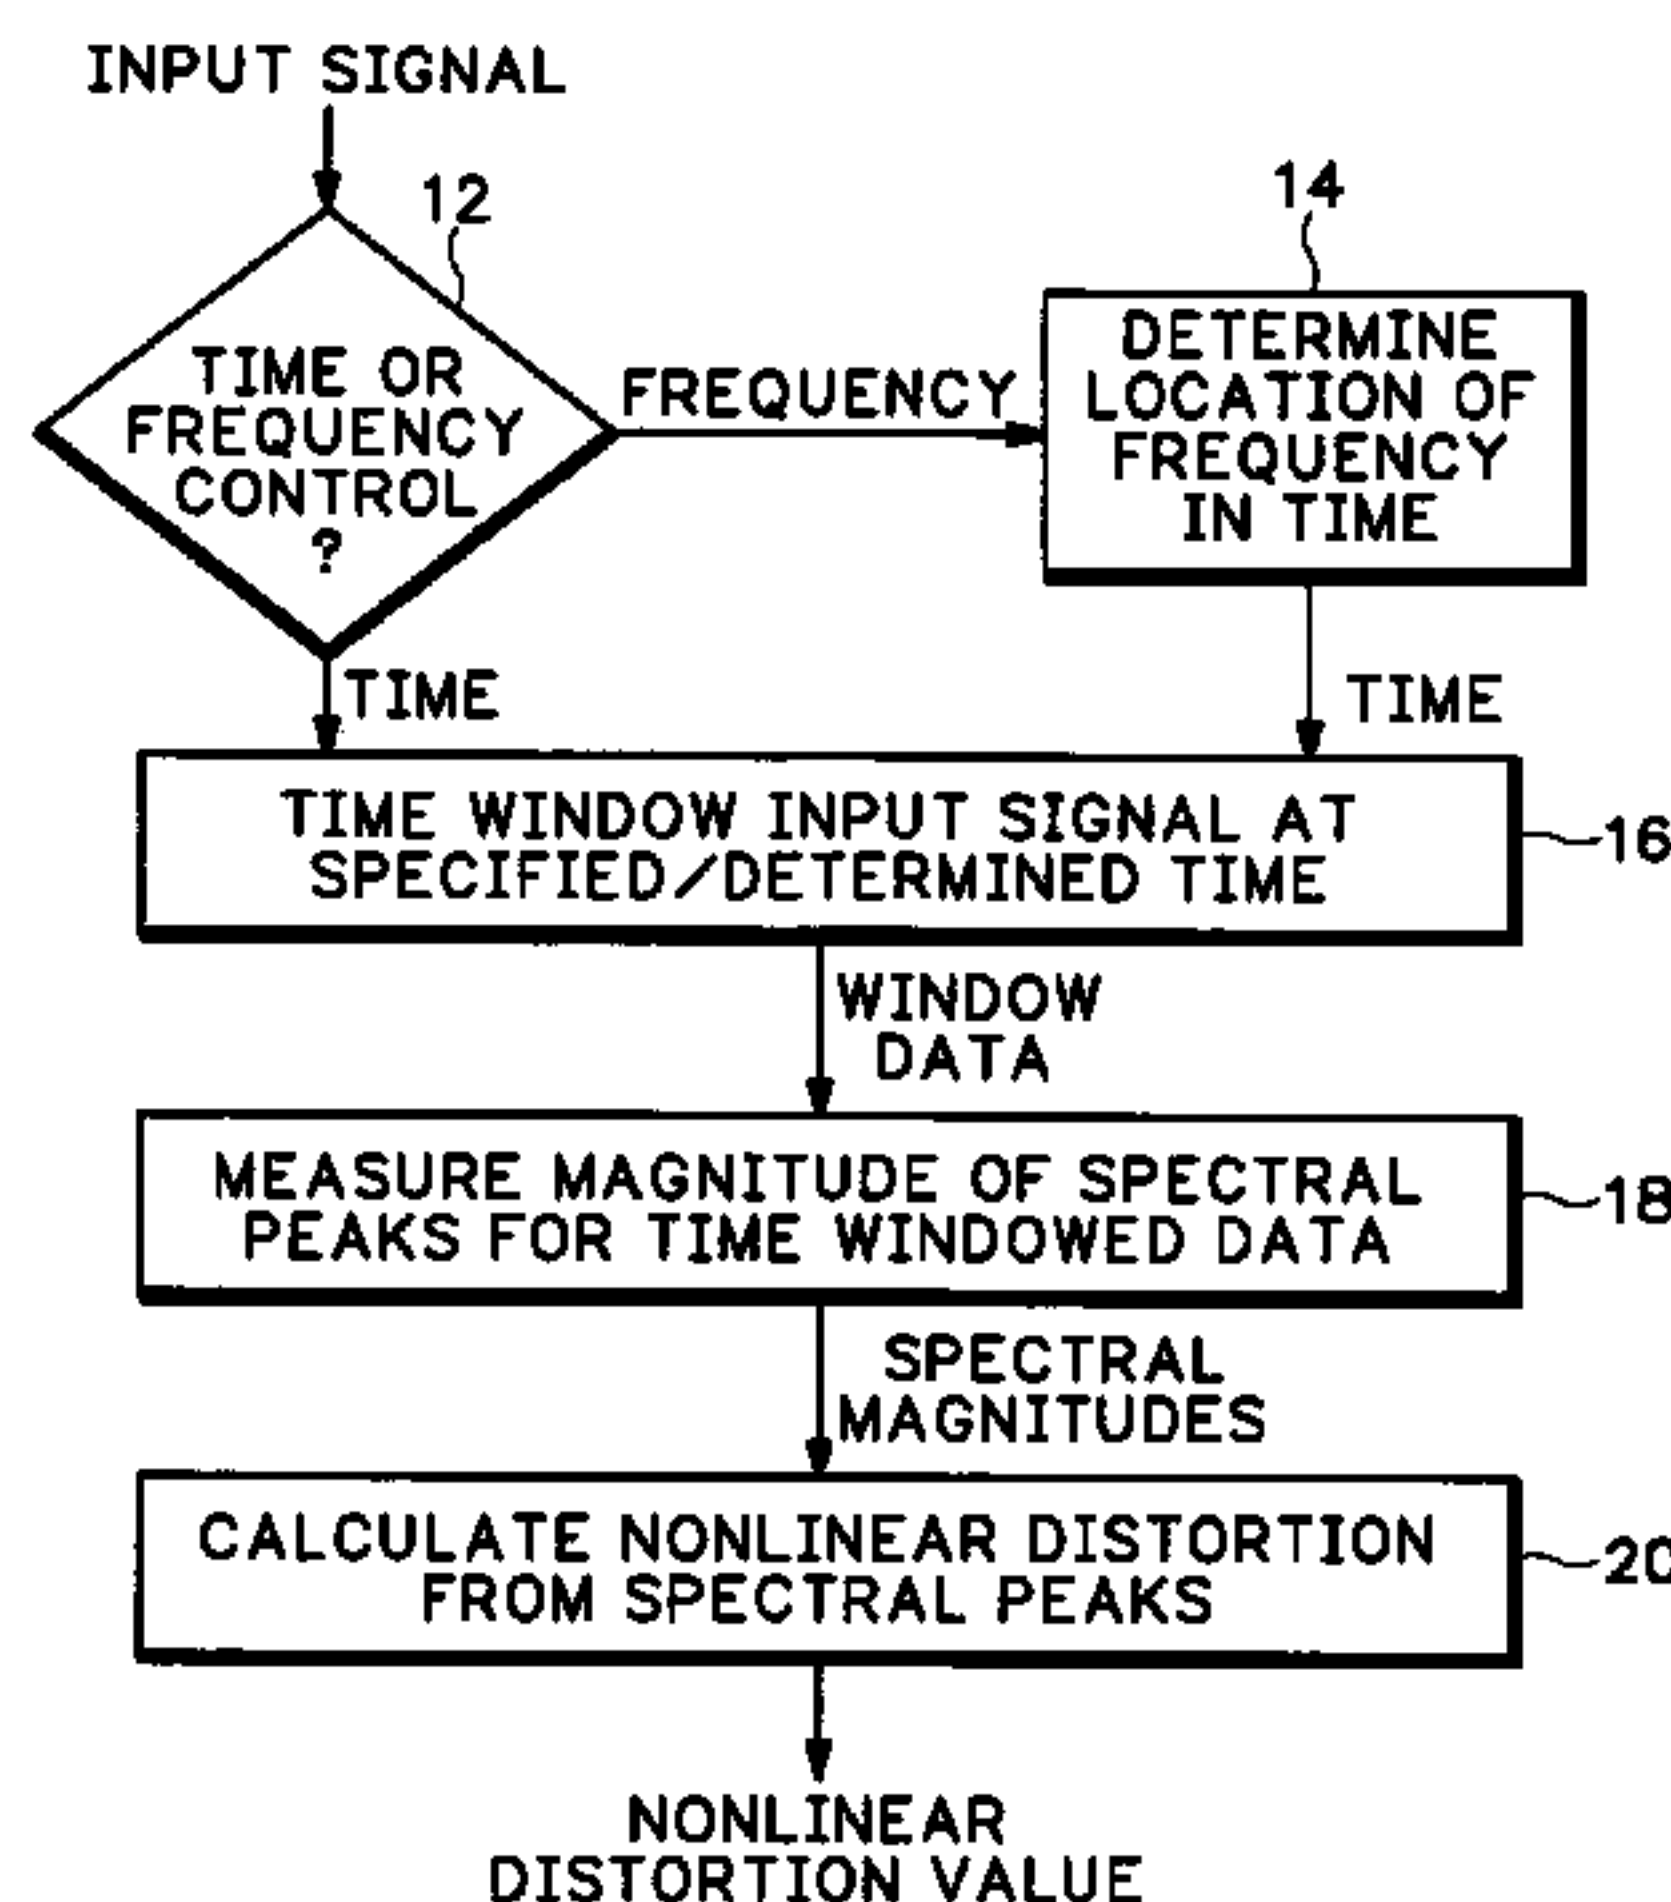 INPUT SIGNAL
12
14
TIME OR
FREQUENCY
CONTROL
?
FREQUENCY
DETERMINE
LOCATION OF
FREQUENCY
IN TIME
TIME
TIME
TIME WINDOW INPUT SIGNAL AT
SPECIFIED/DETERMINED TIME
16
WINDOW
DATA
MEASURE MAGNITUDE OF SPECTRAL
PEAKS FOR TIME WINDOWED DATA
18
SPECTRAL
MAGNITUDES
CALCULATE NONLINEAR DISTORTION
FROM SPECTRAL PEAKS
20
NONLINEAR
DISTORTION VALUE